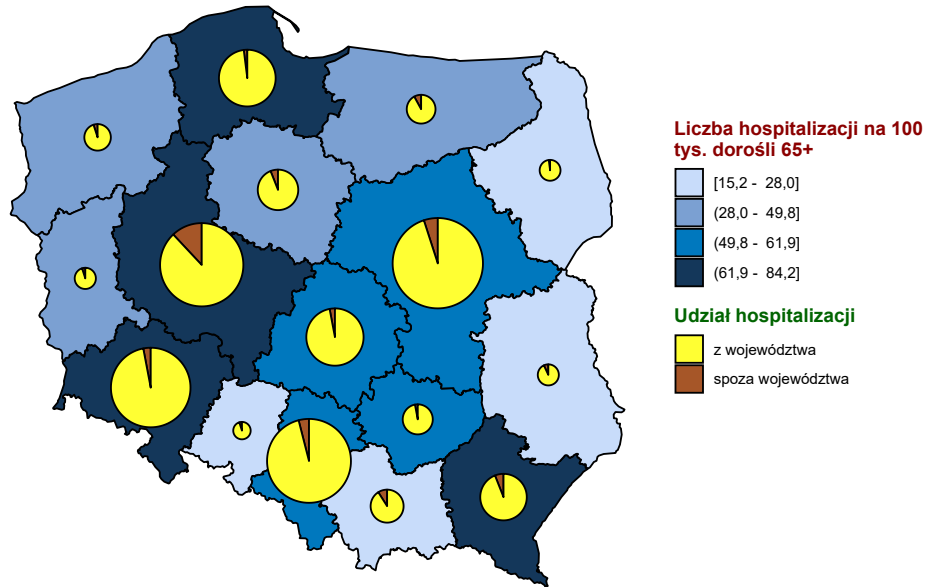 Liczba hospitalizacji na 100
tys. dorośli 65+
[15,2 - 28,0]
(28,0 - 49,8]
(49,8 - 61,9]
(61,9 - 84,2]
Udział hospitalizacji
z województwa
spoza województwa